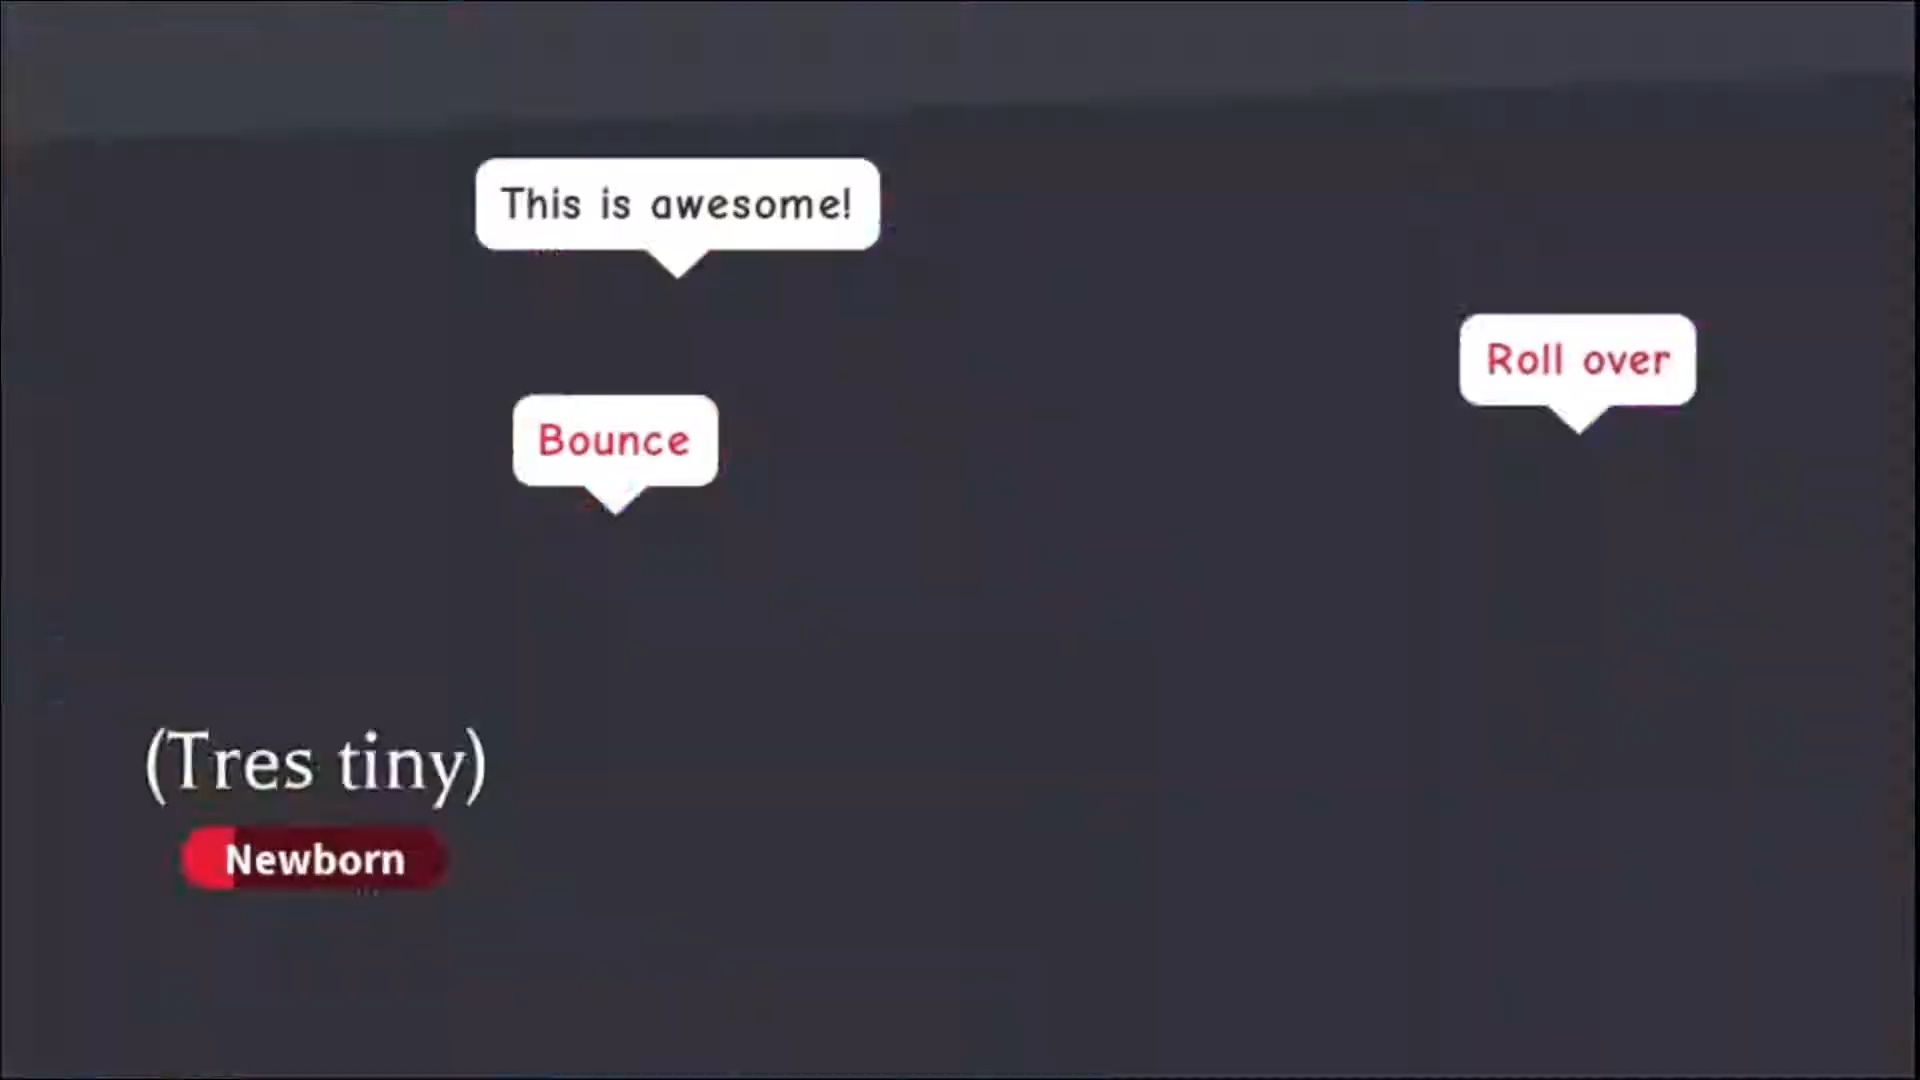 This is awesome!
Roll over
Bounce
(Tres tiny)
Newborn